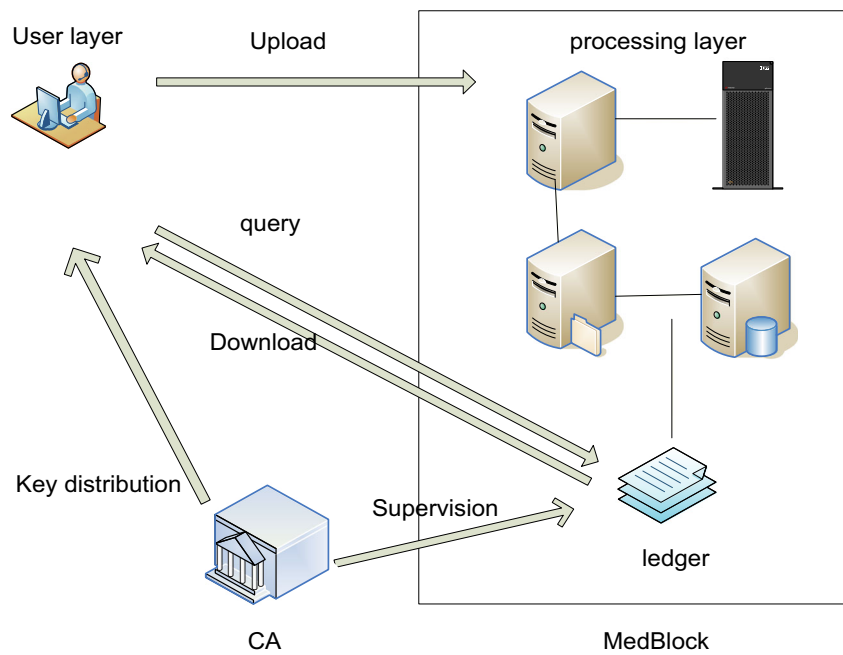 User layer
Upload
processing layer
query
Download
Key distribution
Supervision
ledger
CA
MedBlock